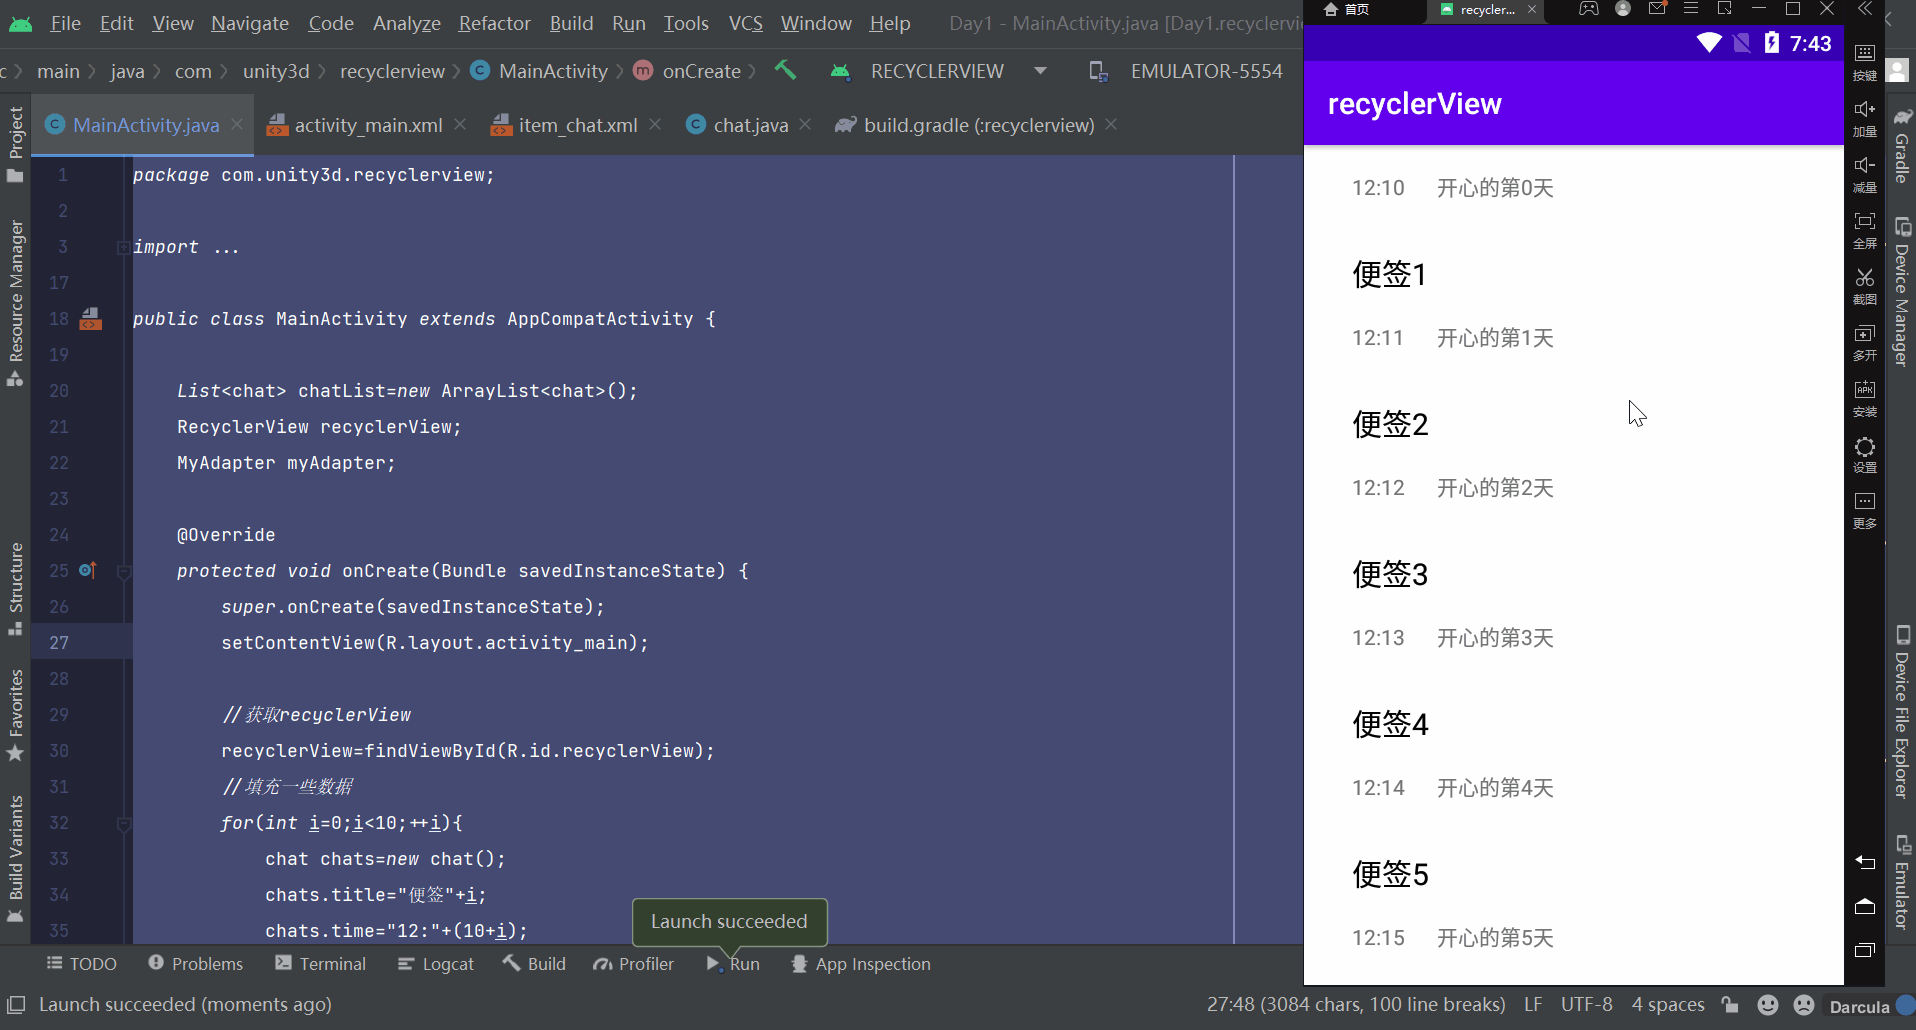 File Edit View Navigate Code Analyze Refactor Build Run Tools VCS Window Help Day1 - MainActivity.java [Day1.recyclervi
c main java com unity3d recyclerview MainActivity onCreate RECYCLERVIEW EMULATOR-5554
MainActivity.java activity_main.xml item_chat.xml chat.java build.gradle (:recyclerview)
Project
Resource Manager
Structure
Favorites
Build Variants
1 package com.unity3d.recyclerview;
2
3 import ...
17
18 public class MainActivity extends AppCompatActivity {
19
20 List<chat> chatList=new ArrayList<chat>();
21 RecyclerView recyclerView;
22 MyAdapter myAdapter;
23
24 @Override
25 protected void onCreate(Bundle savedInstanceState) {
26 super.onCreate(savedInstanceState);
27 setContentView(R.layout.activity_main);
28
29 //获取recyclerView
30 recyclerView=findViewById(R.id.recyclerView);
31 //填充一些数据
32 for(int i=0;i<10;++i){
33 chat chats=new chat();
34 chats.title="便签"+i;
35 chats.time="12:"+(10+i);
Launch succeeded
TODO Problems Terminal Logcat Build Profiler Run App Inspection
Launch succeeded (moments ago)
27:48 (3084 chars, 100 line breaks) LF UTF-8 4 spaces Darcula
首页 recycler...
7:43
recyclerView
12:10 开心的第0天
便签1
12:11 开心的第1天
便签2
12:12 开心的第2天
便签3
12:13 开心的第3天
便签4
12:14 开心的第4天
便签5
12:15 开心的第5天
按键
加量
减量
全屏
截图
多开
APK
安装
设置
更多
Gradle
Device Manager
Device File Explorer
Emulator